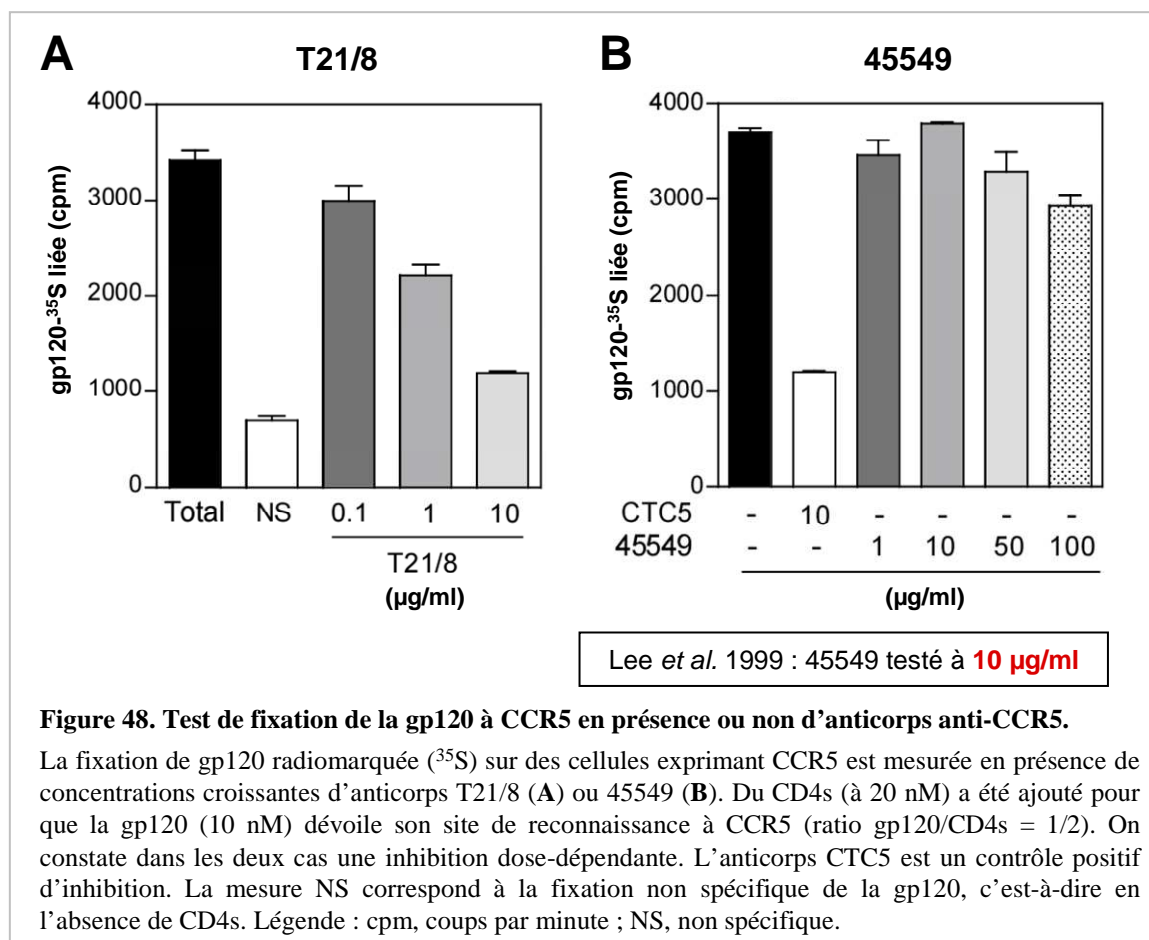 A
T21/8
4000
3000
2000
1000
0
gp120-³⁵S liée (cpm)
Total NS 0.1 1 10
T21/8
(µg/ml)
B
45549
4000
3000
2000
1000
0
gp120-³⁵S liée (cpm)
CTC5 - 10 - - - -
45549 - - 1 10 50 100
(µg/ml)
Lee et al. 1999 : 45549 testé à 10 µg/ml
Figure 48. Test de fixation de la gp120 à CCR5 en présence ou non d’anticorps anti-CCR5.
La fixation de gp120 radiomarquée (³⁵S) sur des cellules exprimant CCR5 est mesurée en présence de
concentrations croissantes d’anticorps T21/8 (A) ou 45549 (B). Du CD4s (à 20 nM) a été ajouté pour
que la gp120 (10 nM) dévoile son site de reconnaissance à CCR5 (ratio gp120/CD4s = 1/2). On
constate dans les deux cas une inhibition dose-dépendante. L’anticorps CTC5 est un contrôle positif
d’inhibition. La mesure NS correspond à la fixation non spécifique de la gp120, c’est-à-dire en
l’absence de CD4s. Légende : cpm, coups par minute ; NS, non spécifique.